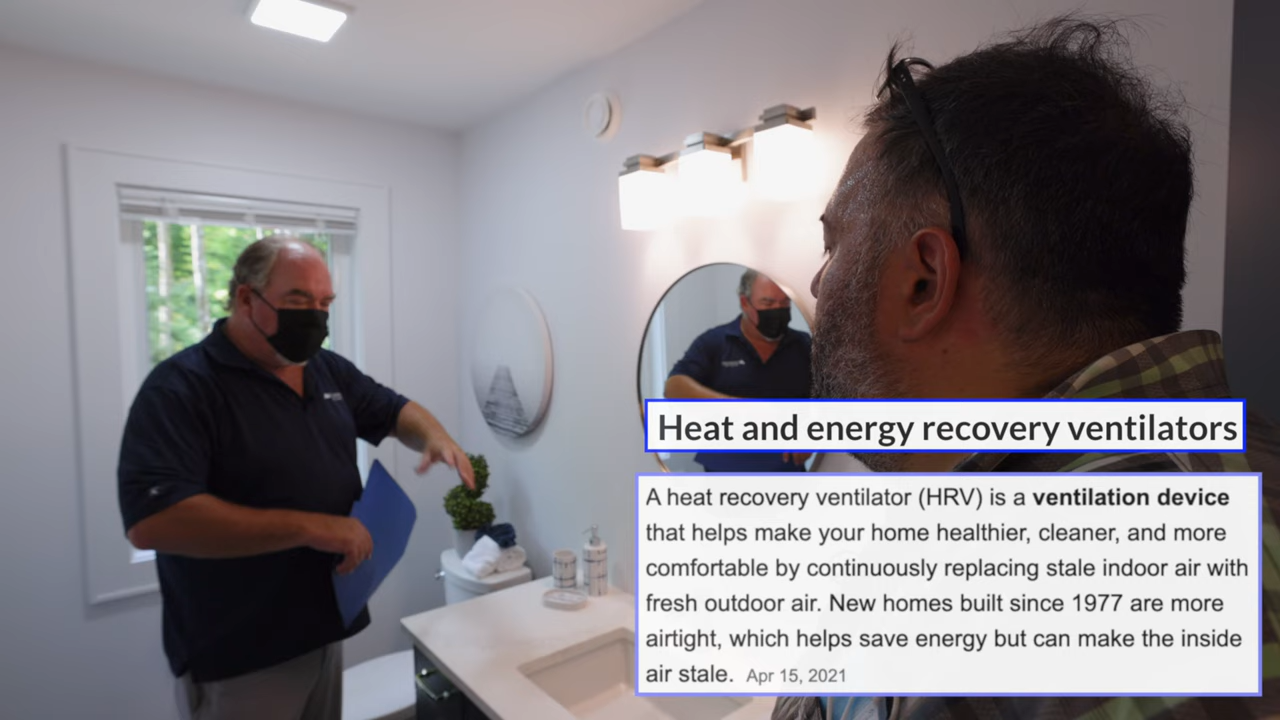 Heat and energy recovery ventilators
A heat recovery ventilator (HRV) is a ventilation device
that helps make your home healthier, cleaner, and more
comfortable by continuously replacing stale indoor air with
fresh outdoor air. New homes built since 1977 are more
airtight, which helps save energy but can make the inside
air stale. Apr 15, 2021